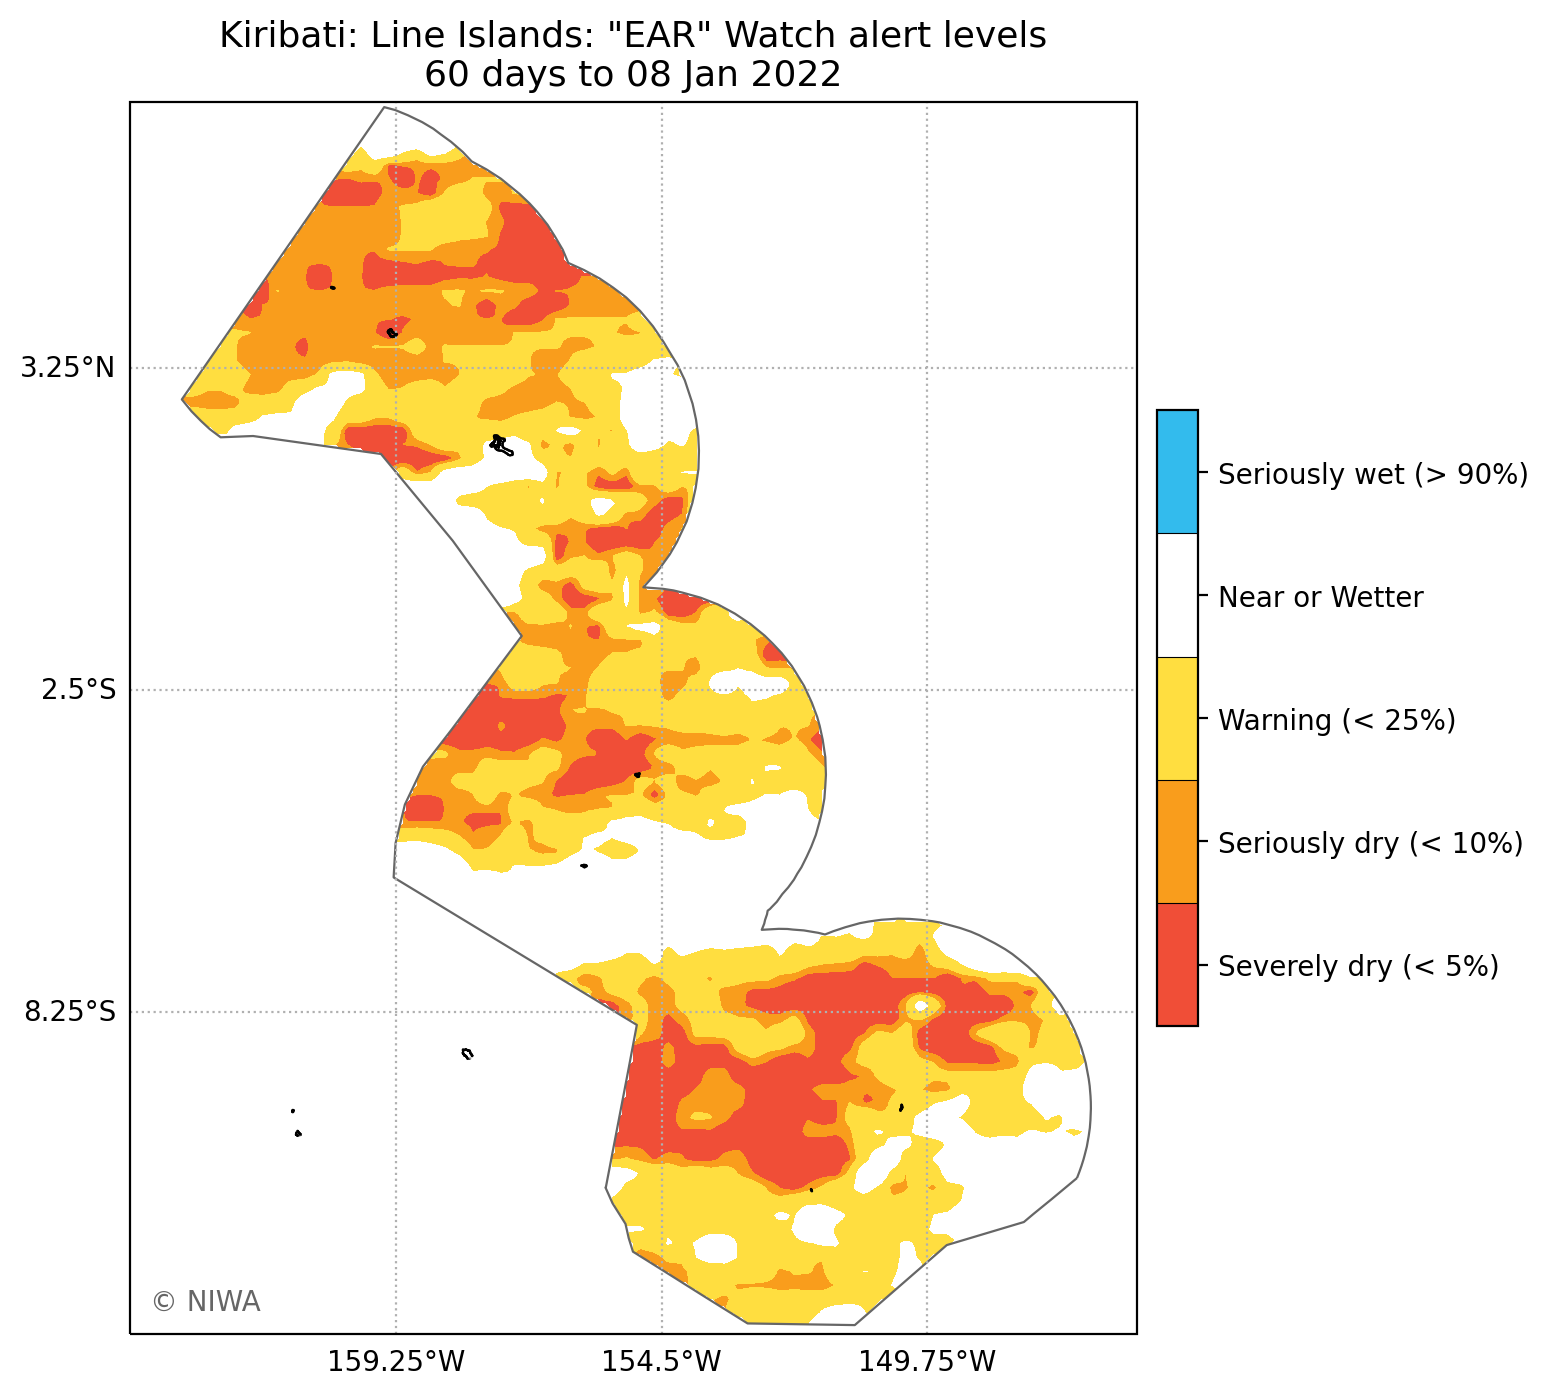 Kiribati: Line Islands: "EAR" Watch alert levels
60 days to 08 Jan 2022
3.25°N
2.5°S
8.25°S
159.25°W
154.5°W
149.75°W
Seriously wet (> 90%)
Near or Wetter
Warning (< 25%)
Seriously dry (< 10%)
Severely dry (< 5%)
© NIWA